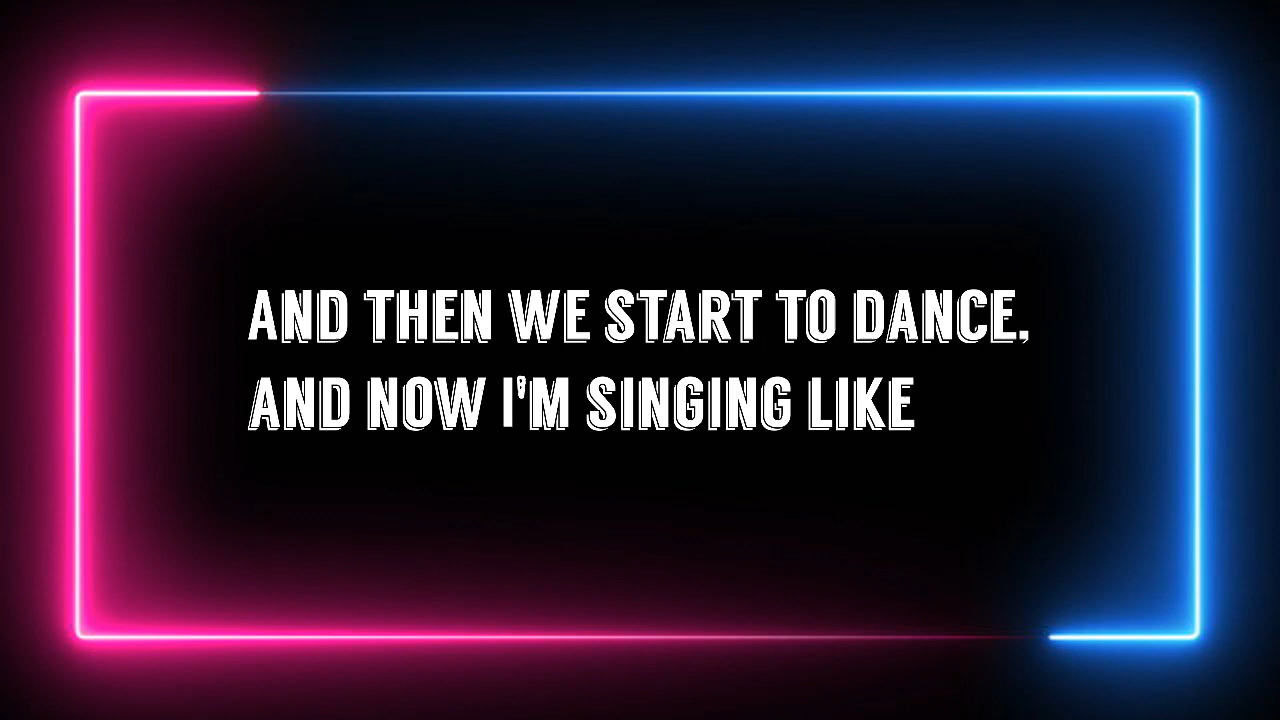 AND THEN WE START TO DANCE,
AND NOW I'M SINGING LIKE